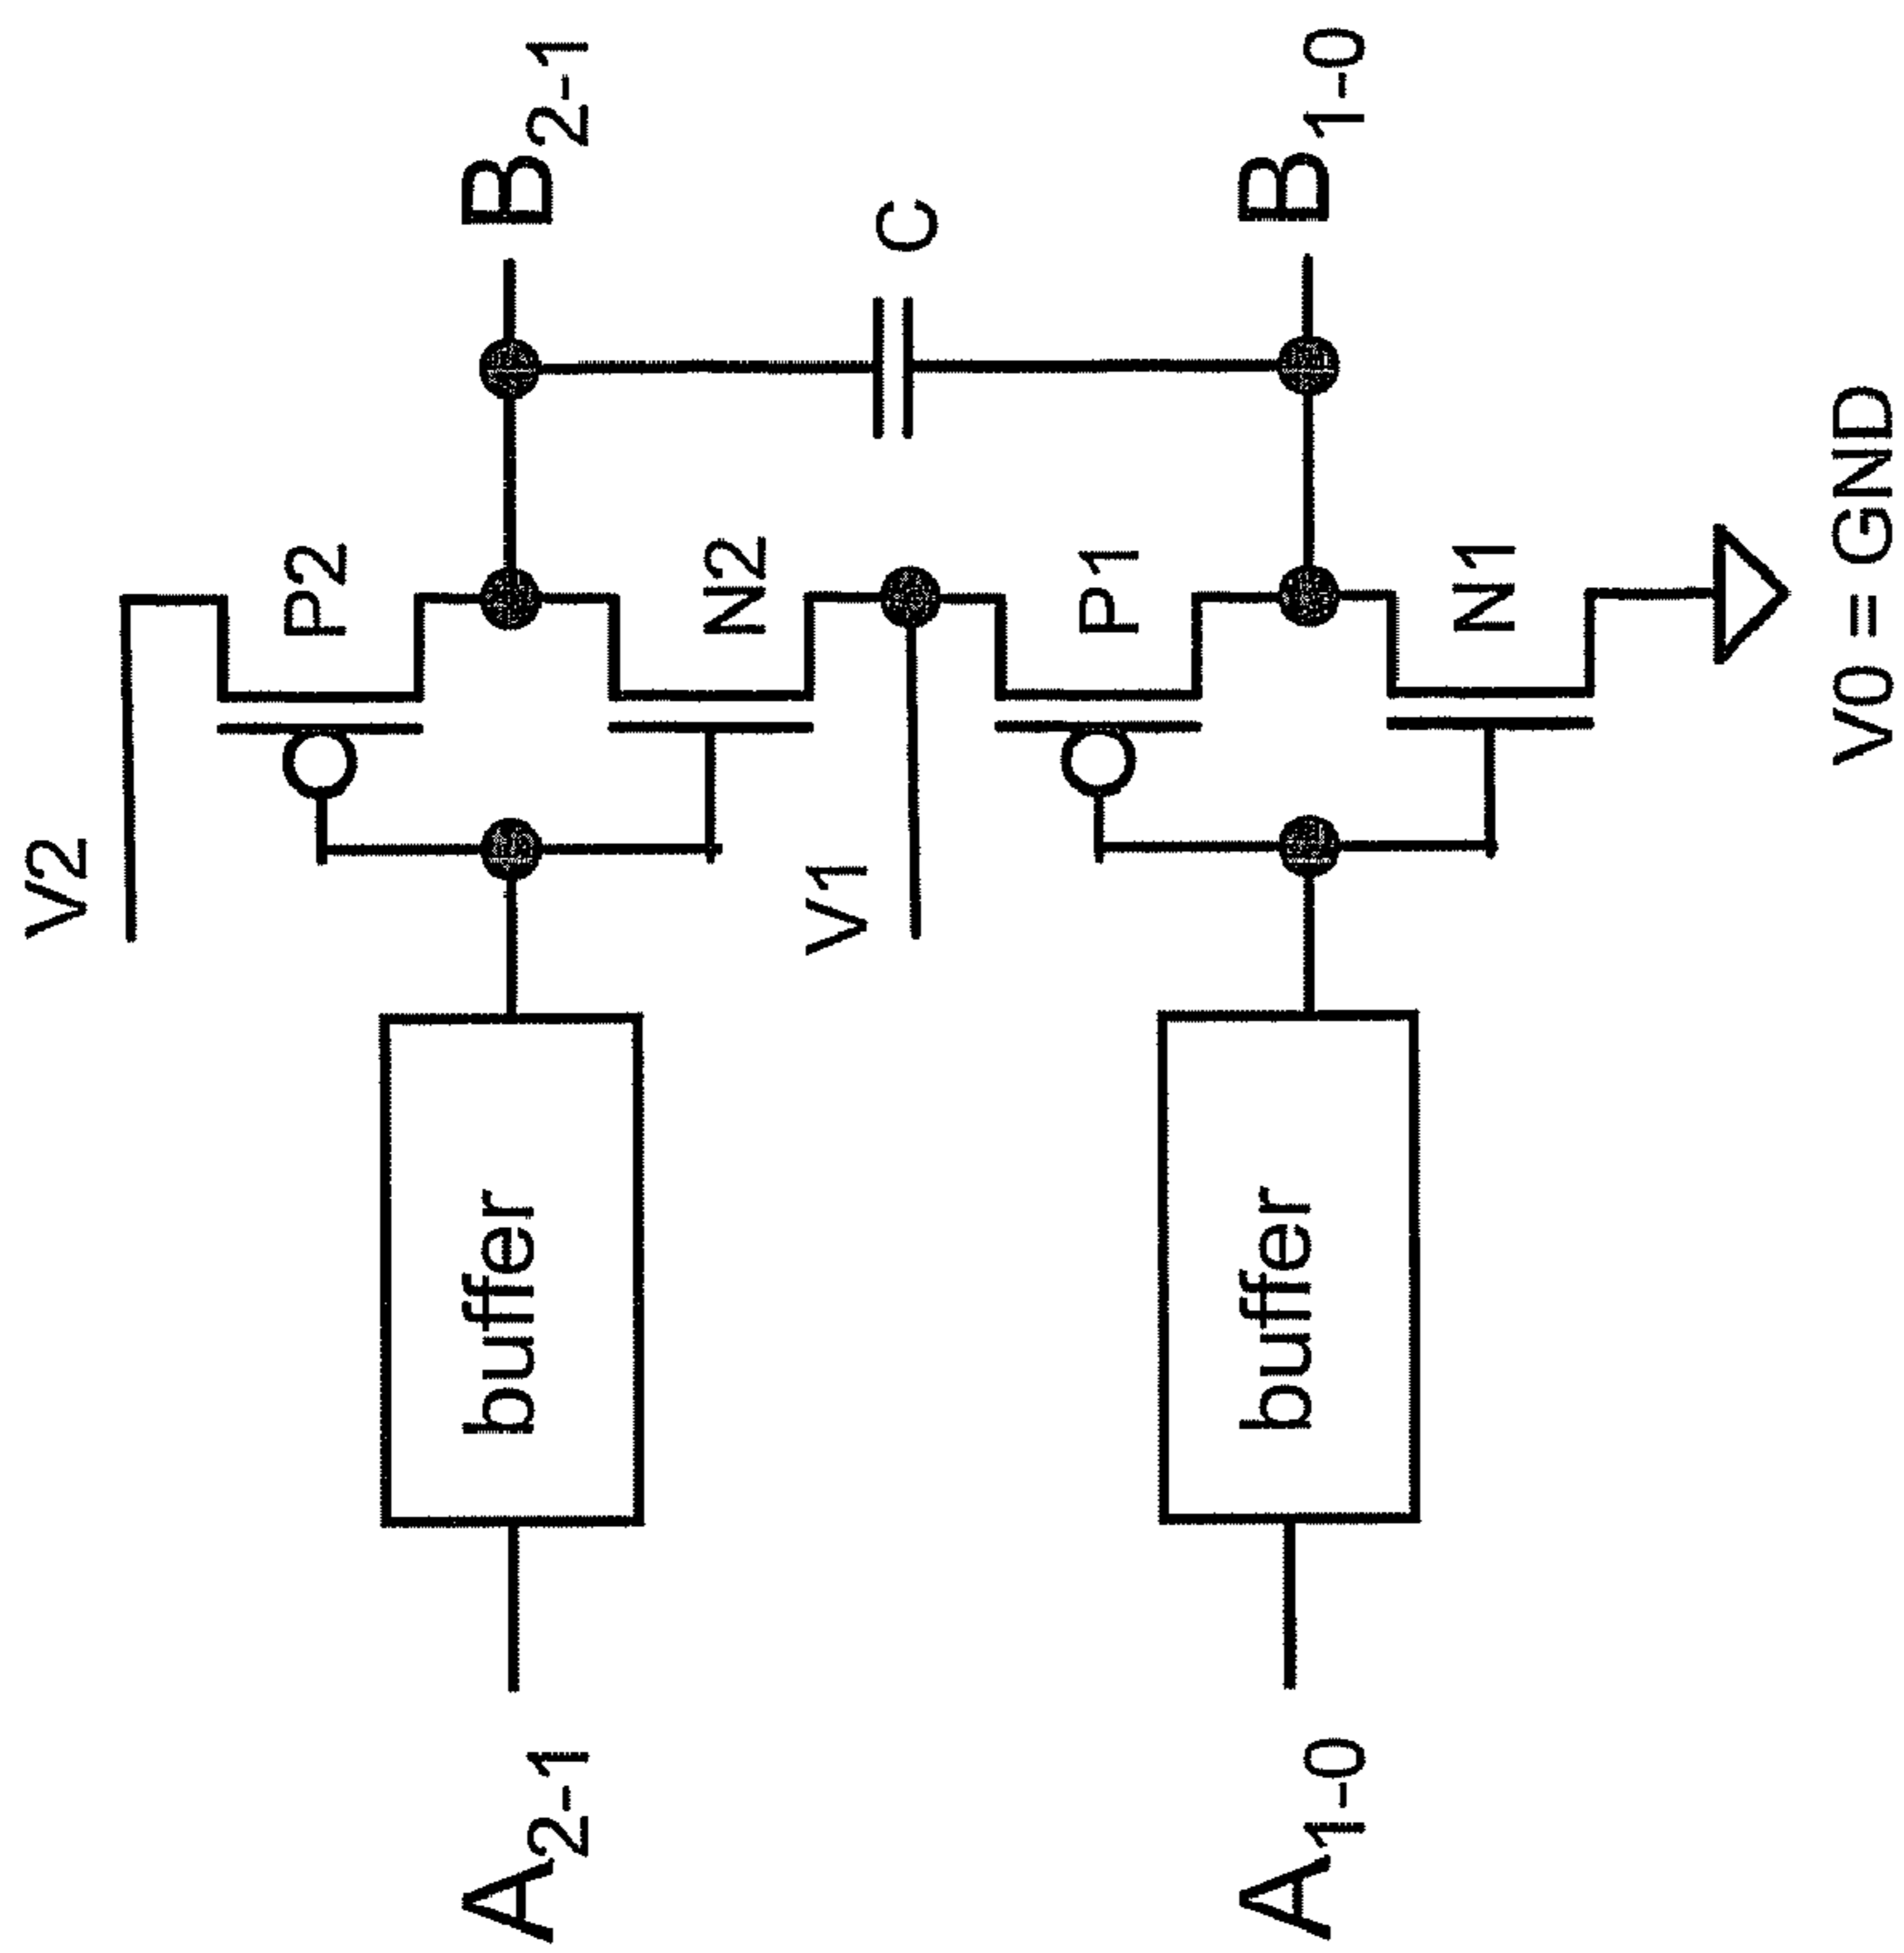 V2
P2
B2-1
A2-1
buffer
N2
C
V1
P1
B1-0
A1-0
buffer
N1
V0 = GND